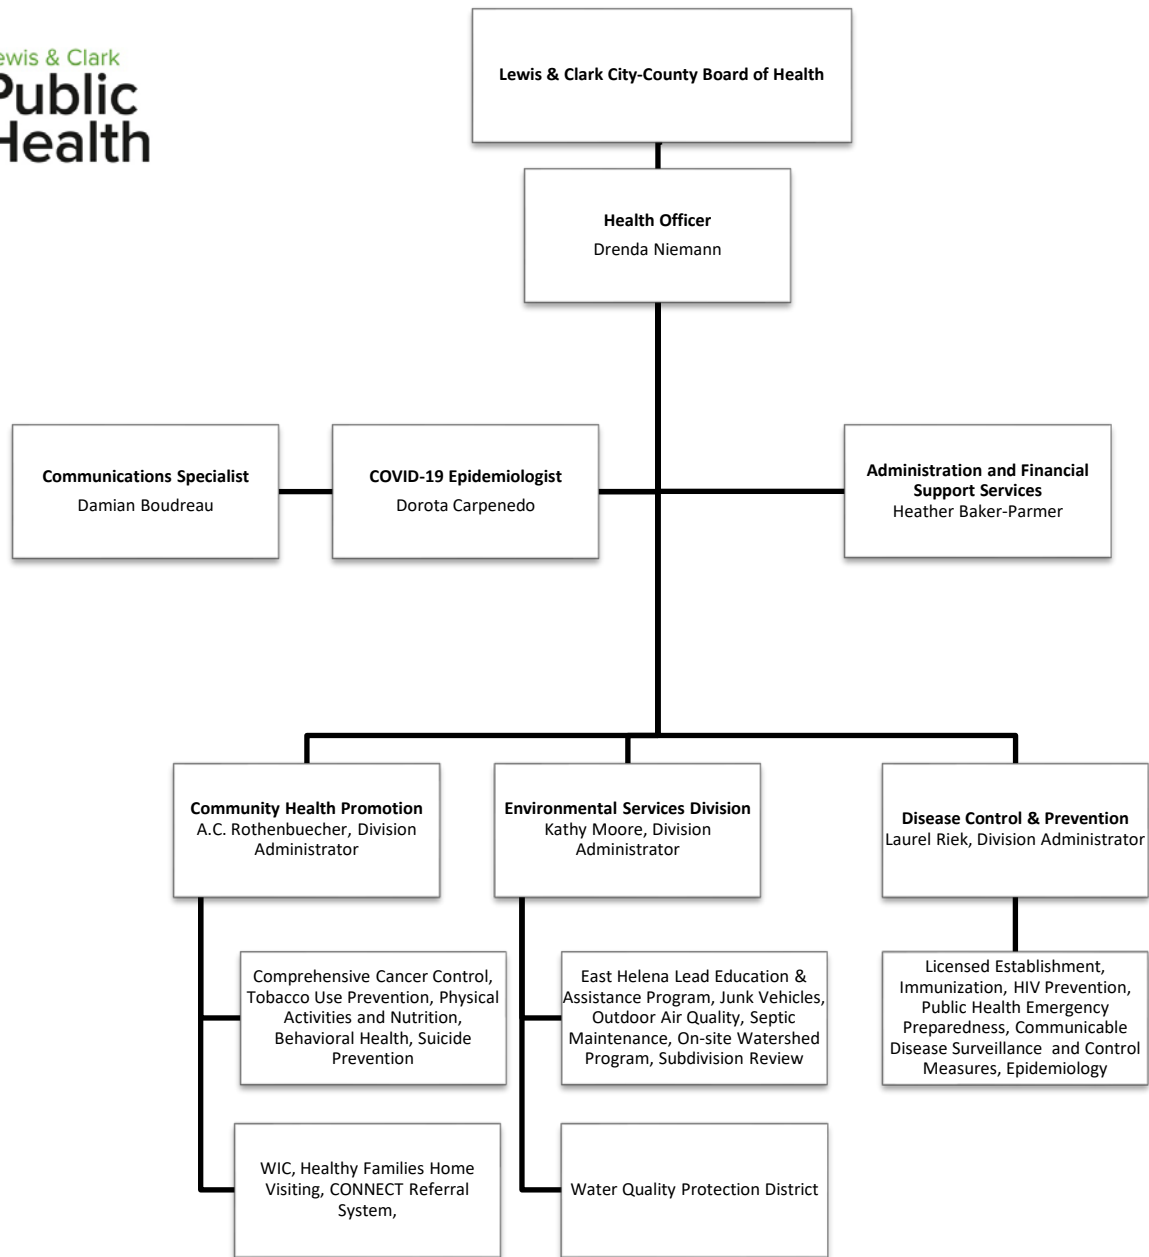 ewis & Clark
Public
Health
Lewis & Clark City-County Board of Health
Health Officer
Drenda Niemann
Communications Specialist
Damian Boudreau
COVID-19 Epidemiologist
Dorota Carpenedo
Administration and Financial
Support Services
Heather Baker-Parmer
Community Health Promotion
A.C. Rothenbuecher, Division
Administrator
Environmental Services Division
Kathy Moore, Division
Administrator
Disease Control & Prevention
Laurel Riek, Division Administrator
Comprehensive Cancer Control,
Tobacco Use Prevention, Physical
Activities and Nutrition,
Behavioral Health, Suicide
Prevention
East Helena Lead Education &
Assistance Program, Junk Vehicles,
Outdoor Air Quality, Septic
Maintenance, On-site Watershed
Program, Subdivision Review
Licensed Establishment,
Immunization, HIV Prevention,
Public Health Emergency
Preparedness, Communicable
Disease Surveillance and Control
Measures, Epidemiology
WIC, Healthy Families Home
Visiting, CONNECT Referral
System,
Water Quality Protection District